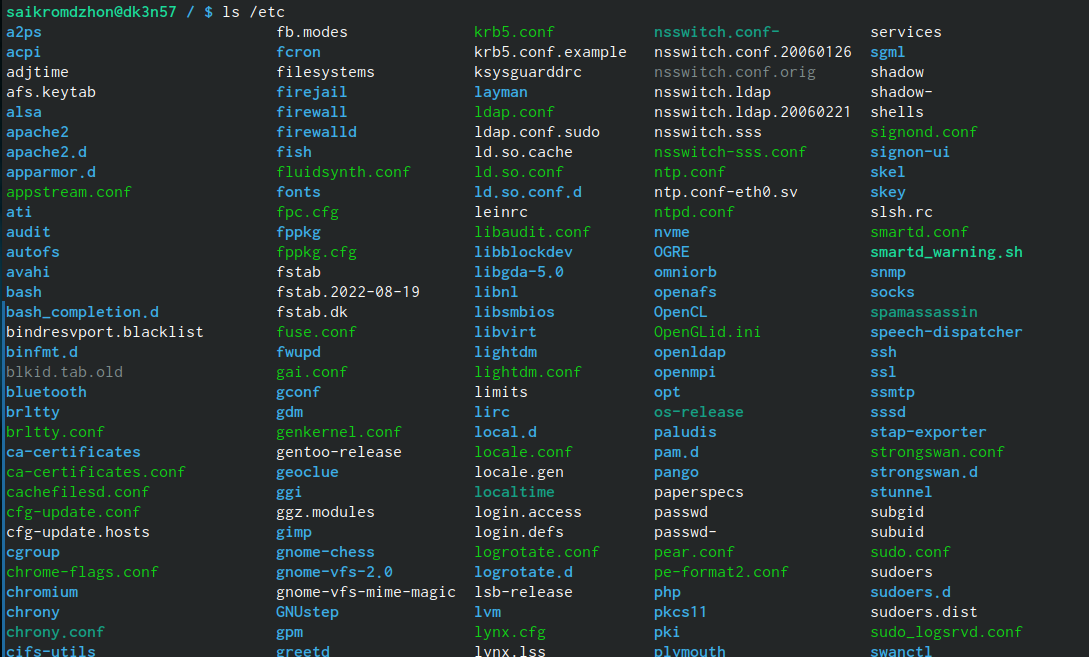 saikromdzhon@dk3n57 / $ ls /etc
a2ps fb.modes krb5.conf nsswitch.conf~ services
acpi fcron krb5.conf.example nsswitch.conf.20060126 sgml
adjtime filesystems ksysguarddrc nsswitch.conf.orig shadow
afs.keytab firejail layman nsswitch.ldap shadow-
alsa firewall ldap.conf nsswitch.ldap.20060221 shells
apache2 firewalld ldap.conf.sudo nsswitch.sss signond.conf
apache2.d fish ld.so.cache nsswitch-sss.conf signon-ui
apparmor.d fluidsynth.conf ld.so.conf ntp.conf skel
appstream.conf fonts ld.so.conf.d ntp.conf-eth0.sv skey
ati fpc.cfg leinrc ntpd.conf slsh.rc
audit fppkg libaudit.conf nvme smartd.conf
autofs fppkg.cfg libblockdev OGRE smartd_warning.sh
avahi fstab libgda-5.0 omniorb snmp
bash fstab.2022-08-19 libnl openafs socks
bash_completion.d fstab.dk libsmbios OpenCL spamassassin
bindresvport.blacklist fuse.conf libvirt OpenGLid.ini speech-dispatcher
binfmt.d fwupd lightdm openldap ssh
blkid.tab.old gai.conf lightdm.conf openmpi ssl
bluetooth gconf limits opt ssmtp
brltty gdm lirc os-release sssd
brltty.conf genkernel.conf local.d paludis stap-exporter
ca-certificates gentoo-release locale.conf pam.d strongswan.conf
ca-certificates.conf geoclue locale.gen pango strongswan.d
cachefilesd.conf ggi localtime paperspecs stunnel
cfg-update.conf ggz.modules login.access passwd subgid
cfg-update.hosts gimp login.defs passwd- subuid
cgroup gnome-chess logrotate.conf pear.conf sudo.conf
chrome-flags.conf gnome-vfs-2.0 logrotate.d pe-format2.conf sudoers
chromium gnome-vfs-mime-magic lsb-release php sudoers.d
chrony GNUstep lvm pkcs11 sudoers.dist
chrony.conf gpm lynx.cfg pki sudo_logsrvd.conf
cifs-utils greetd lynx.lss plymouth swanctl